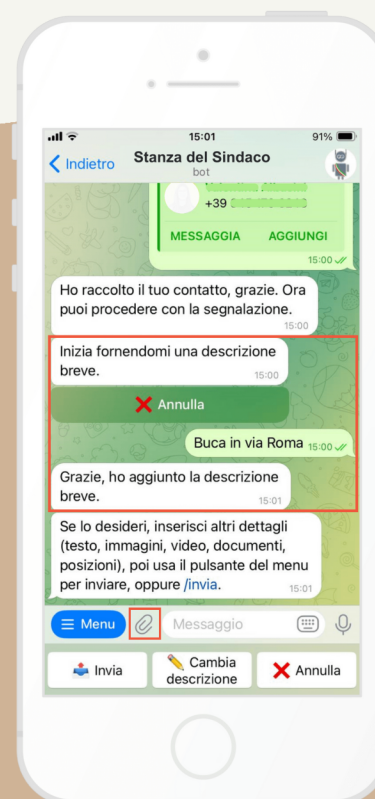 15:01
91%
Indietro
Stanza del Sindaco
bot
+39
MESSAGGIA AGGIUNGI
15:00
Ho raccolto il tuo contatto, grazie. Ora
puoi procedere con la segnalazione.
15:00
Inizia fornendomi una descrizione
breve.
15:00
Annulla
Buca in via Roma 15:00
Grazie, ho aggiunto la descrizione
breve.
15:01
Se lo desideri, inserisci altri dettagli
(testo, immagini, video, documenti,
posizioni), poi usa il pulsante del menu
per inviare, oppure /invia.
15:01
Menu
Messaggio
Invia
Cambia
descrizione
Annulla